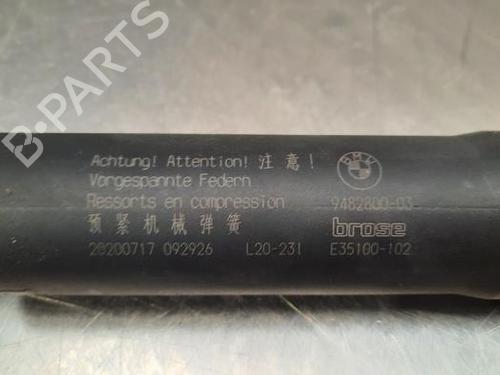 B-PARTS
Achtung! Attention! 注意!
Vorgespannte Federn
Ressorts en compression
预紧机械弹簧
20200717 092926 L20-231
BMW
9482800-03
brose
E35100-102